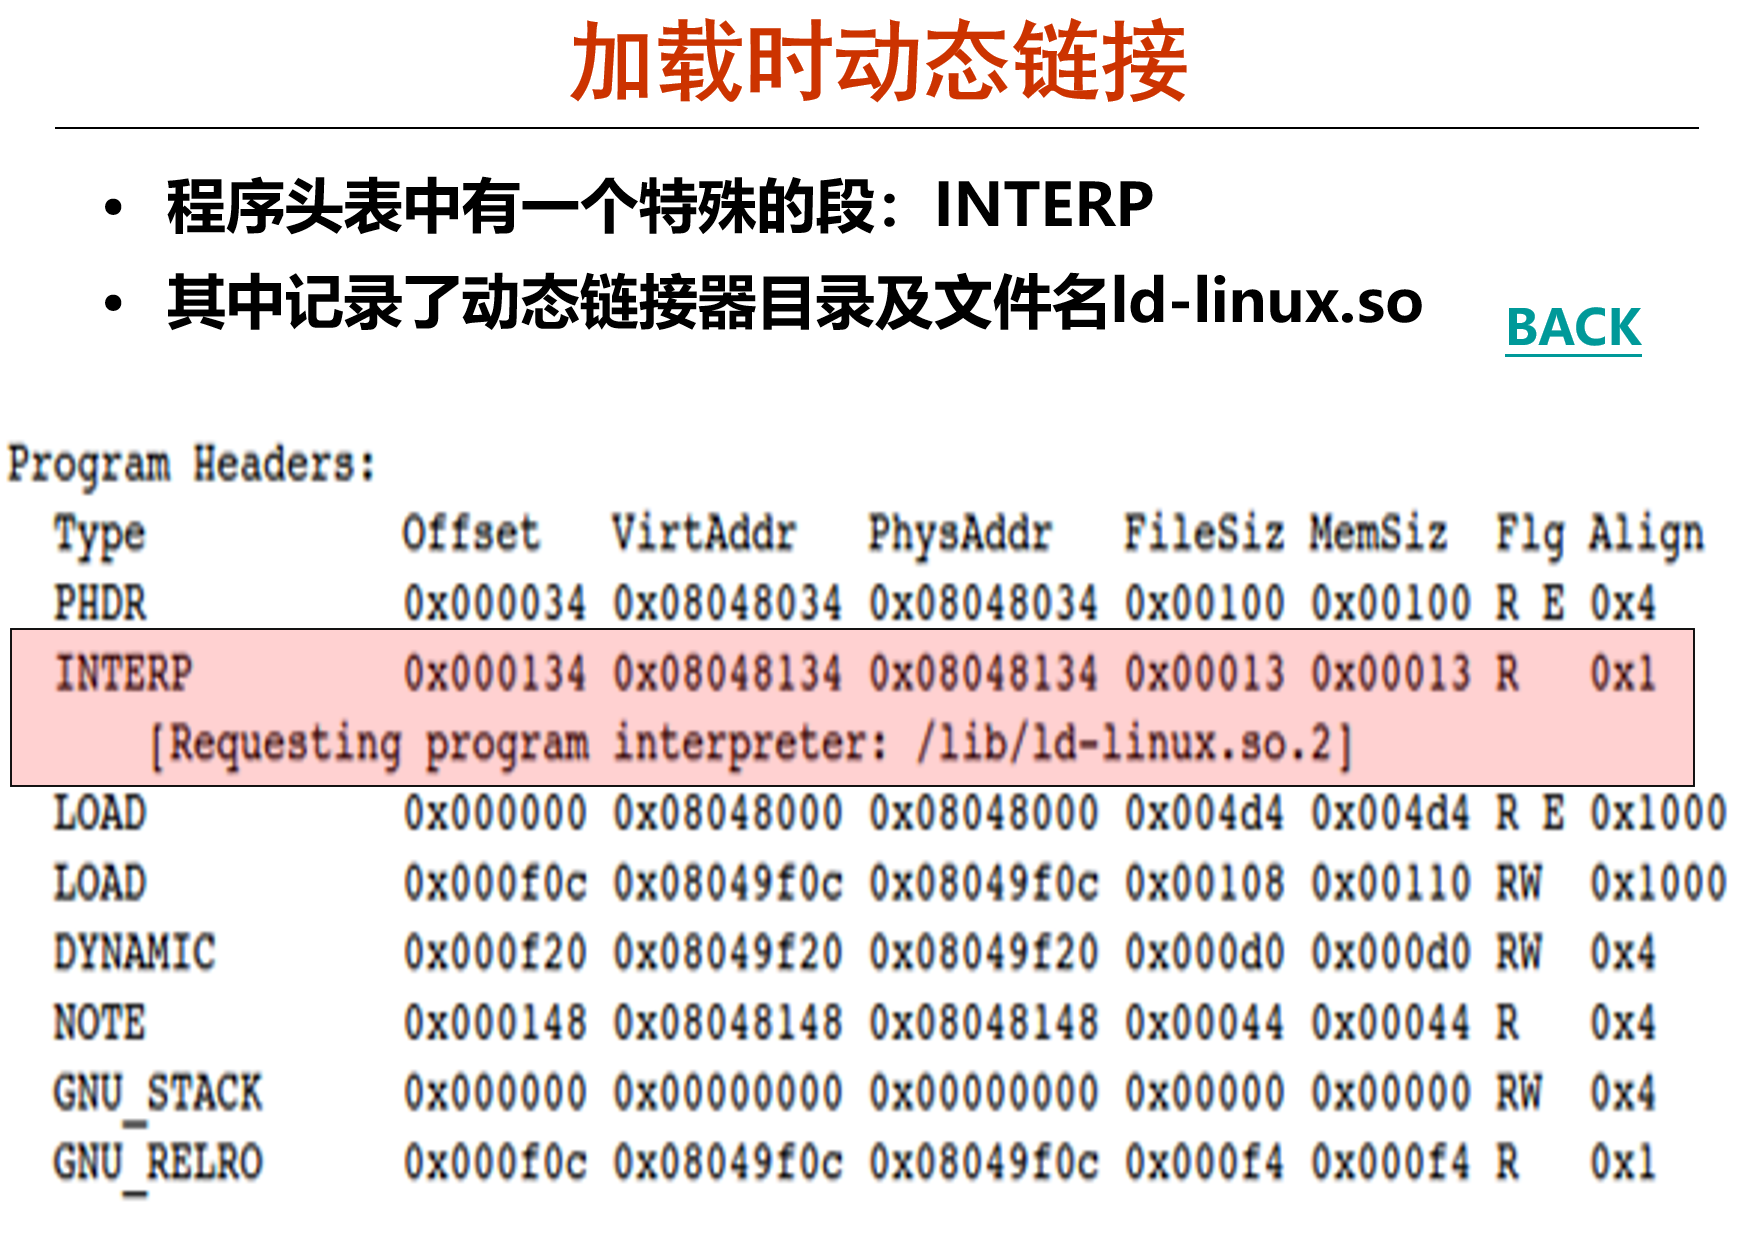 加载时动态链接
• 程序头表中有一个特殊的段：INTERP
• 其中记录了动态链接器目录及文件名ld-linux.so
BACK
Program Headers:
Type Offset VirtAddr PhysAddr FileSiz MemSiz Flg Align
PHDR 0x000034 0x08048034 0x08048034 0x00100 0x00100 R E 0x4
INTERP 0x000134 0x08048134 0x08048134 0x00013 0x00013 R 0x1
[Requesting program interpreter: /lib/ld-linux.so.2]
LOAD 0x000000 0x08048000 0x08048000 0x004d4 0x004d4 R E 0x1000
LOAD 0x000f0c 0x08049f0c 0x08049f0c 0x00108 0x00110 RW 0x1000
DYNAMIC 0x000f20 0x08049f20 0x08049f20 0x000d0 0x000d0 RW 0x4
NOTE 0x000148 0x08048148 0x08048148 0x00044 0x00044 R 0x4
GNU_STACK 0x000000 0x00000000 0x00000000 0x00000 0x00000 RW 0x4
GNU_RELRO 0x000f0c 0x08049f0c 0x08049f0c 0x000f4 0x000f4 R 0x1